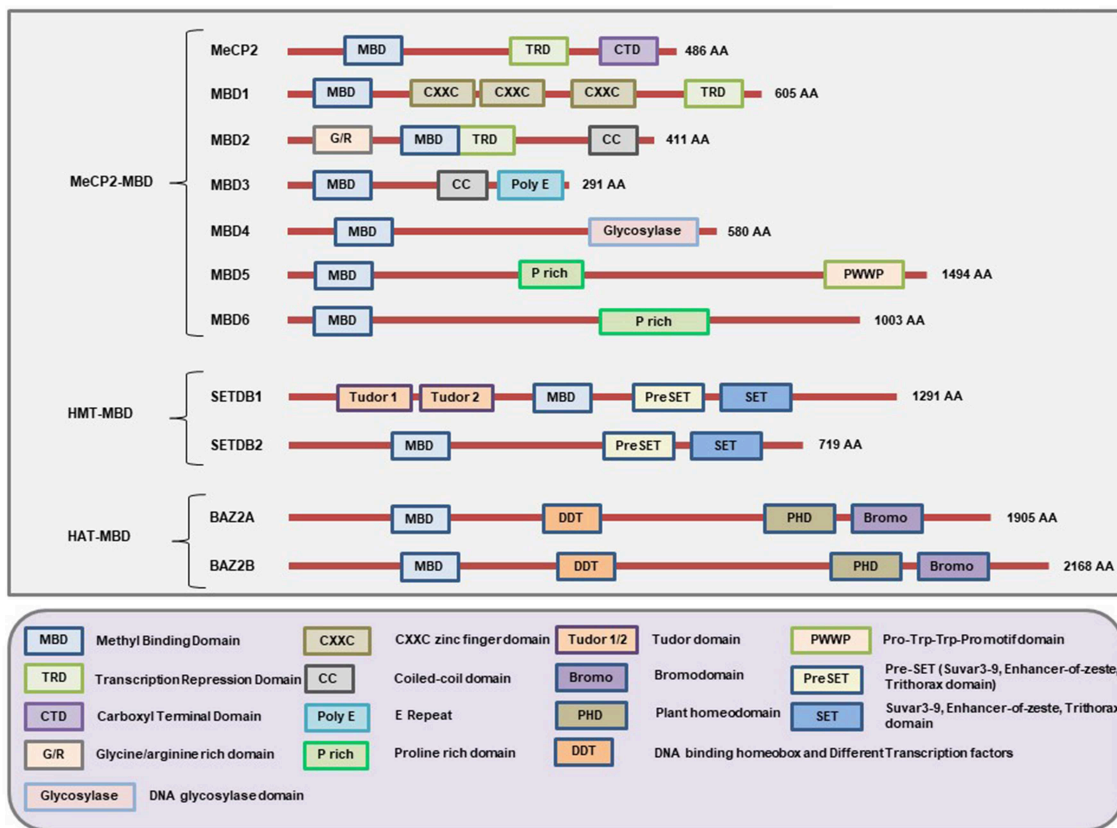 MeCP2 MBD TRD CTD 486 AA
MBD1 MBD CXXC CXXC CXXC TRD 605 AA
MBD2 G/R MBD TRD CC 411 AA
MeCP2-MBD
MBD3 MBD CC Poly E 291 AA
MBD4 MBD Glycosylase 580 AA
MBD5 MBD P rich PWWP 1494 AA
MBD6 MBD P rich 1003 AA
SETDB1 Tudor 1 Tudor 2 MBD PreSET SET 1291 AA
HMT-MBD
SETDB2 MBD PreSET SET 719 AA
BAZ2A MBD DDT PHD Bromo 1905 AA
HAT-MBD
BAZ2B MBD DDT PHD Bromo 2168 AA
MBD Methyl Binding Domain CXXC CXXC zinc finger domain Tudor 1/2 Tudor domain PWWP Pro-Trp-Trp-Pro motif domain
TRD Transcription Repression Domain CC Coiled-coil domain Bromo Bromodomain PreSET Pre-SET (Suvar3-9, Enhancer-of-zeste,
Trithorax domain)
CTD Carboxyl Terminal Domain Poly E E Repeat PHD Plant homeodomain SET Suvar3-9, Enhancer-of-zeste, Trithorax
domain
G/R Glycine/arginine rich domain P rich Proline rich domain DDT DNA binding homeobox and Different Transcription factors
Glycosylase DNA glycosylase domain